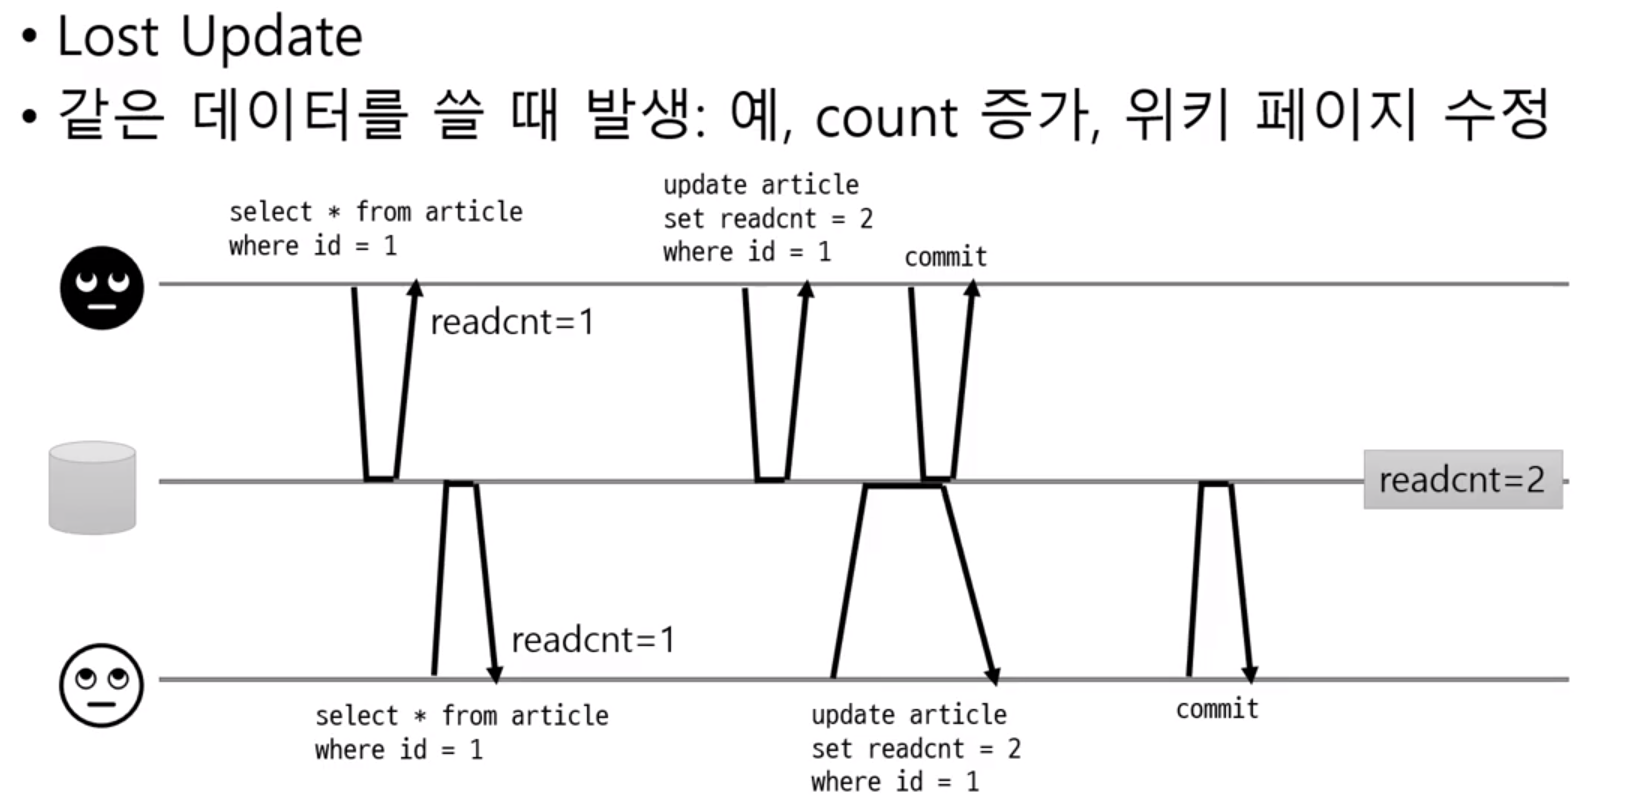 • Lost Update
• 같은 데이터를 쓸 때 발생: 예, count 증가, 위키 페이지 수정
select * from article
where id = 1
update article
set readcnt = 2
where id = 1
commit
readcnt=1
readcnt=2
readcnt=1
select * from article
where id = 1
update article
set readcnt = 2
where id = 1
commit